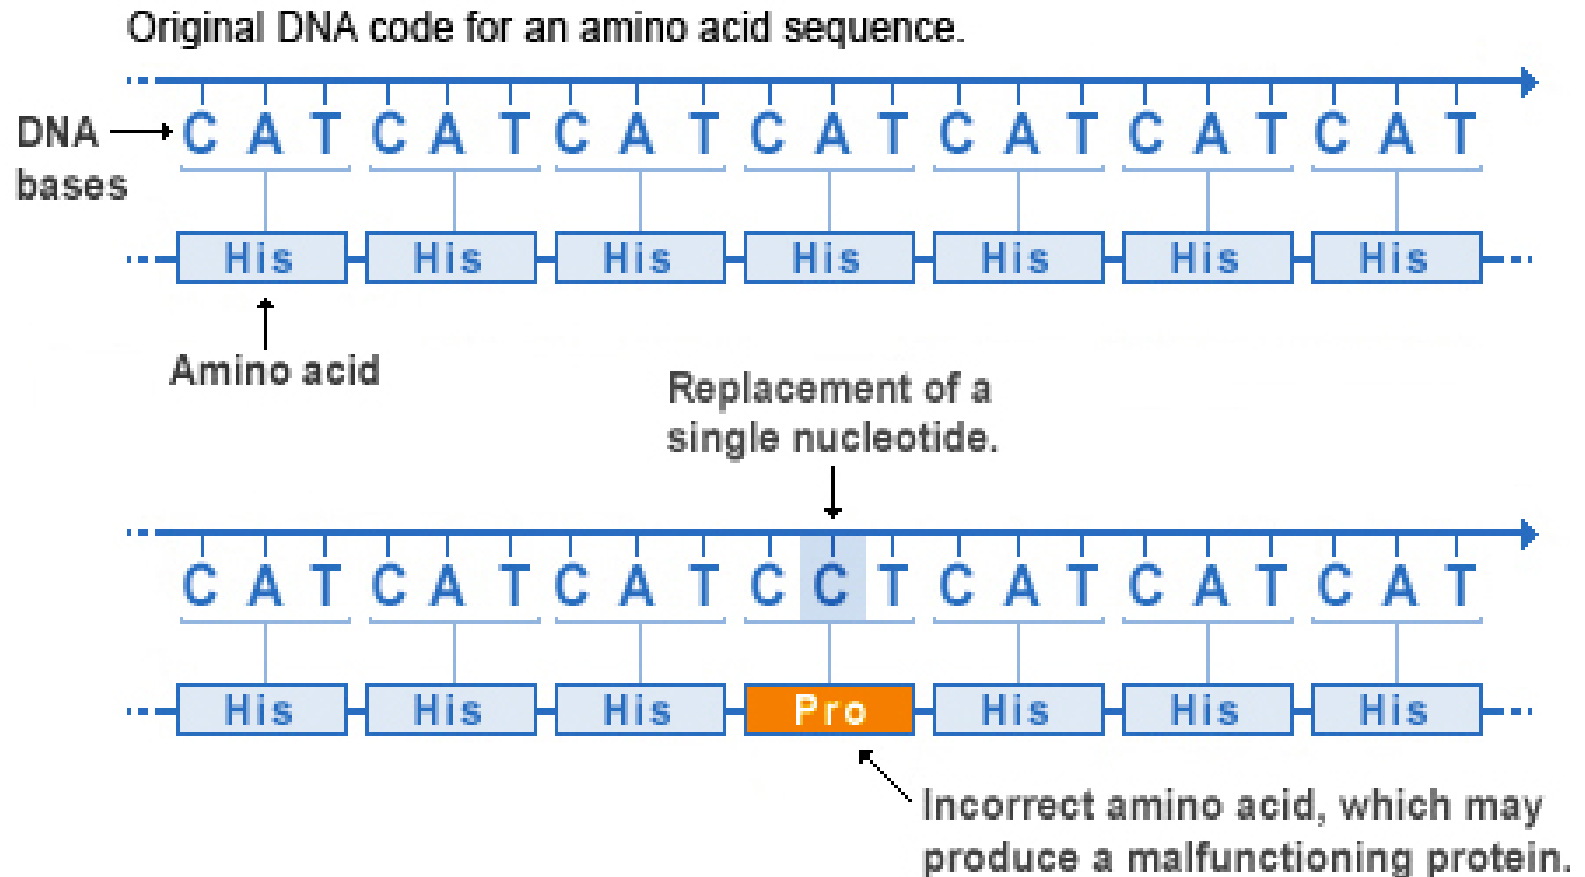 Original DNA code for an amino acid sequence.
DNA bases
C A T C A T C A T C A T C A T C A T C A T
His His His His His His His
Amino acid
Replacement of a
single nucleotide.
C A T C A T C A T C C T C A T C A T C A T
His His His Pro His His His
Incorrect amino acid, which may
produce a malfunctioning protein.